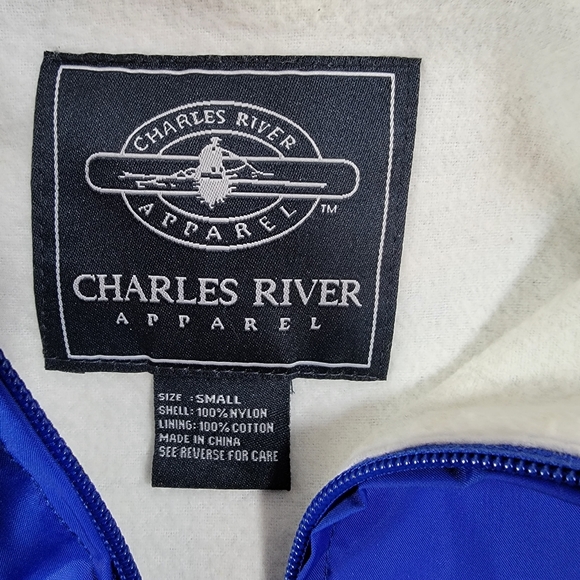 CHARLES RIVER
APPAREL
TM
CHARLES RIVER
APPAREL
SIZE : SMALL
SHELL: 100% NYLON
LINING: 100% COTTON
MADE IN CHINA
SEE REVERSE FOR CARE